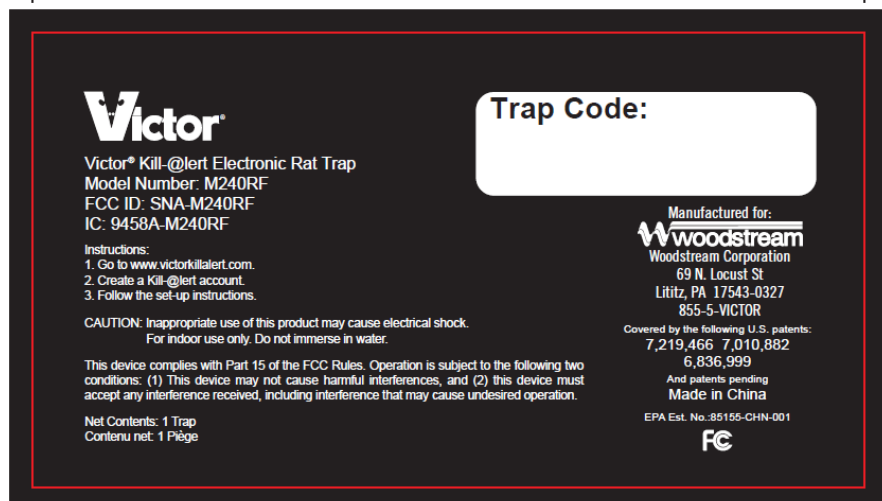 Victor®
Victor® Kill-@lert Electronic Rat Trap
Model Number: M240RF
FCC ID: SNA-M240RF
IC: 9458A-M240RF
Instructions:
1. Go to www.victorkillalert.com.
2. Create a Kill-@lert account.
3. Follow the set-up instructions.
CAUTION: Inappropriate use of this product may cause electrical shock.
For indoor use only. Do not immerse in water.
This device complies with Part 15 of the FCC Rules. Operation is subject to the following two
conditions: (1) This device may not cause harmful interferences, and (2) this device must
accept any interference received, including interference that may cause undesired operation.
Net Contents: 1 Trap
Contenu net: 1 Piège
Trap Code:
Manufactured for:
Woodstream
Woodstream Corporation
69 N. Locust St
Lititz, PA 17543-0327
855-5-VICTOR
Covered by the following U.S. patents:
7,219,466 7,010,882
6,836,999
And patents pending
Made in China
EPA Est. No.:85155-CHN-001
FC